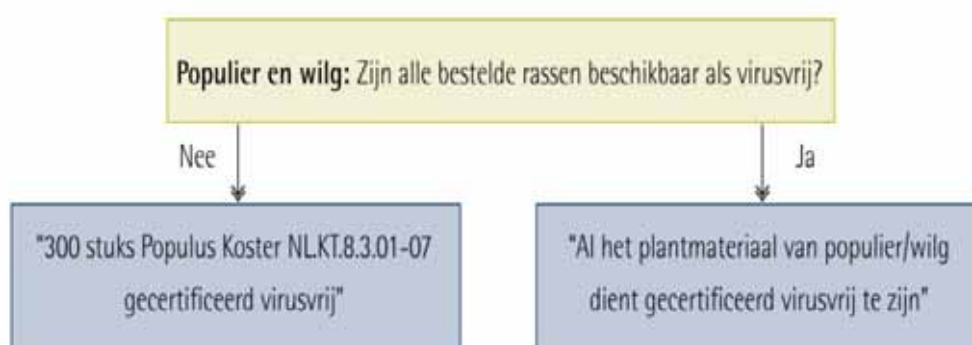 Populier en wilg: Zijn alle bestelde rassen beschikbaar als virusvrij?
Nee
Ja
"300 stuks Populus Koster NL.KT.8.3.01-07
gecertificeerd virusvrij"
"Al het plantmateriaal van populier/wilg
dient gecertificeerd virusvrij te zijn"